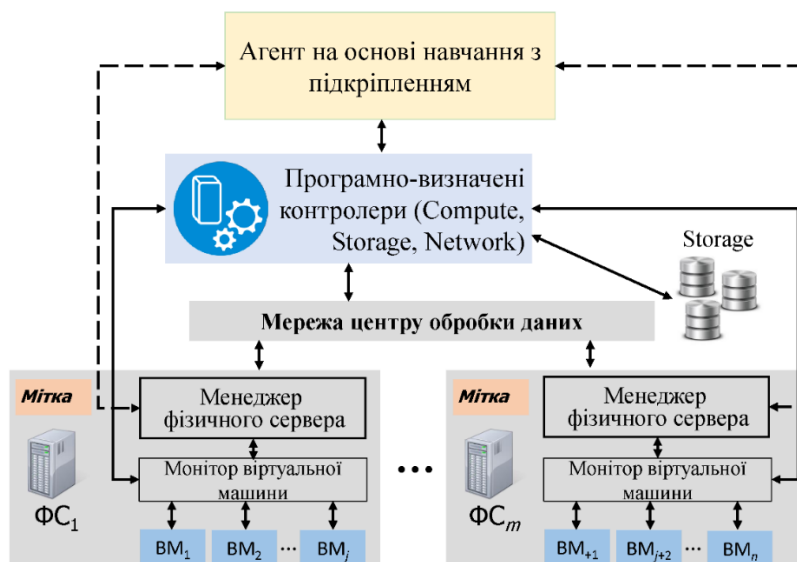 Агент на основі навчання з
підкріпленням
Програмно-визначені
контролери (Compute,
Storage, Network)
Storage
Мережа центру обробки даних
Мітка
Менеджер
фізичного сервера
Монітор віртуальної
машини
ФС1
ВМ1 ВМ2 ... ВМj
...
Мітка
Менеджер
фізичного сервера
Монітор віртуальної
машини
ФСm
ВМ+1 ВМj+2 ... ВМn